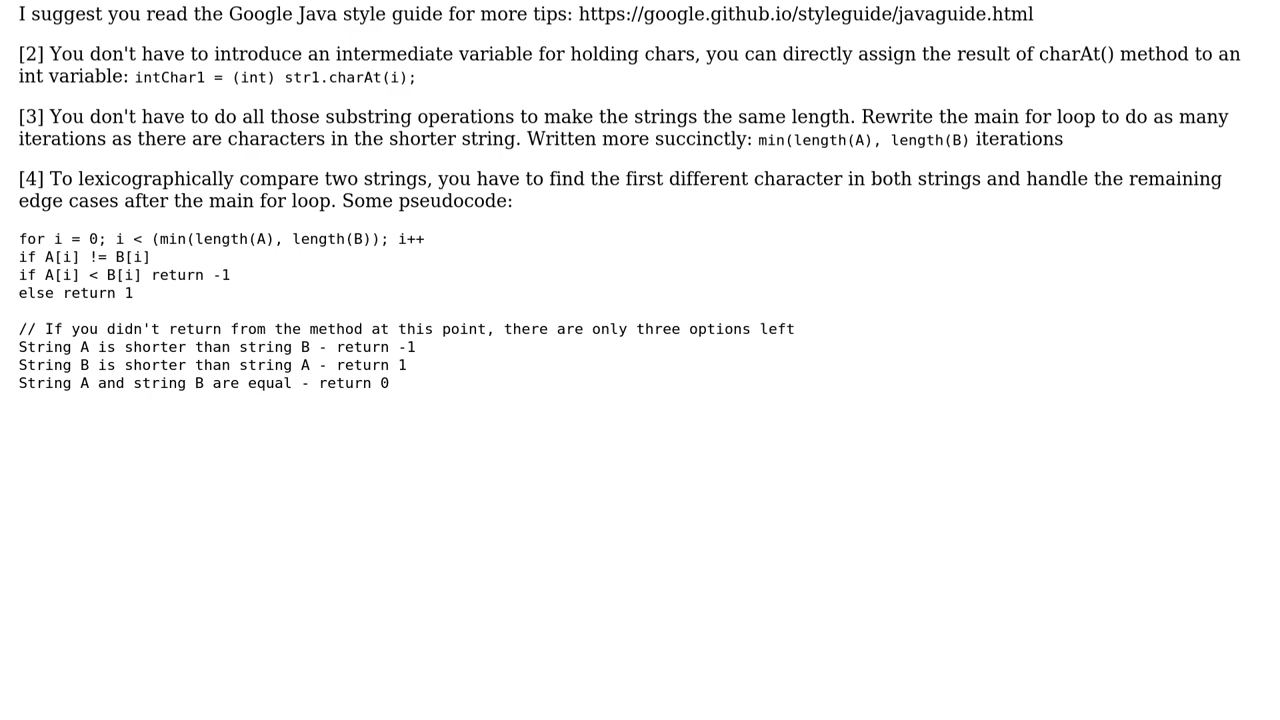 I suggest you read the Google Java style guide for more tips: https://google.github.io/styleguide/javaguide.html
[2] You don't have to introduce an intermediate variable for holding chars, you can directly assign the result of charAt() method to an
int variable: intChar1 = (int) str1.charAt(i);
[3] You don't have to do all those substring operations to make the strings the same length. Rewrite the main for loop to do as many
iterations as there are characters in the shorter string. Written more succinctly: min(length(A), length(B) iterations
[4] To lexicographically compare two strings, you have to find the first different character in both strings and handle the remaining
edge cases after the main for loop. Some pseudocode:
for i = 0; i < (min(length(A), length(B)); i++
if A[i] != B[i]
if A[i] < B[i] return -1
else return 1
// If you didn't return from the method at this point, there are only three options left
String A is shorter than string B - return -1
String B is shorter than string A - return 1
String A and string B are equal - return 0